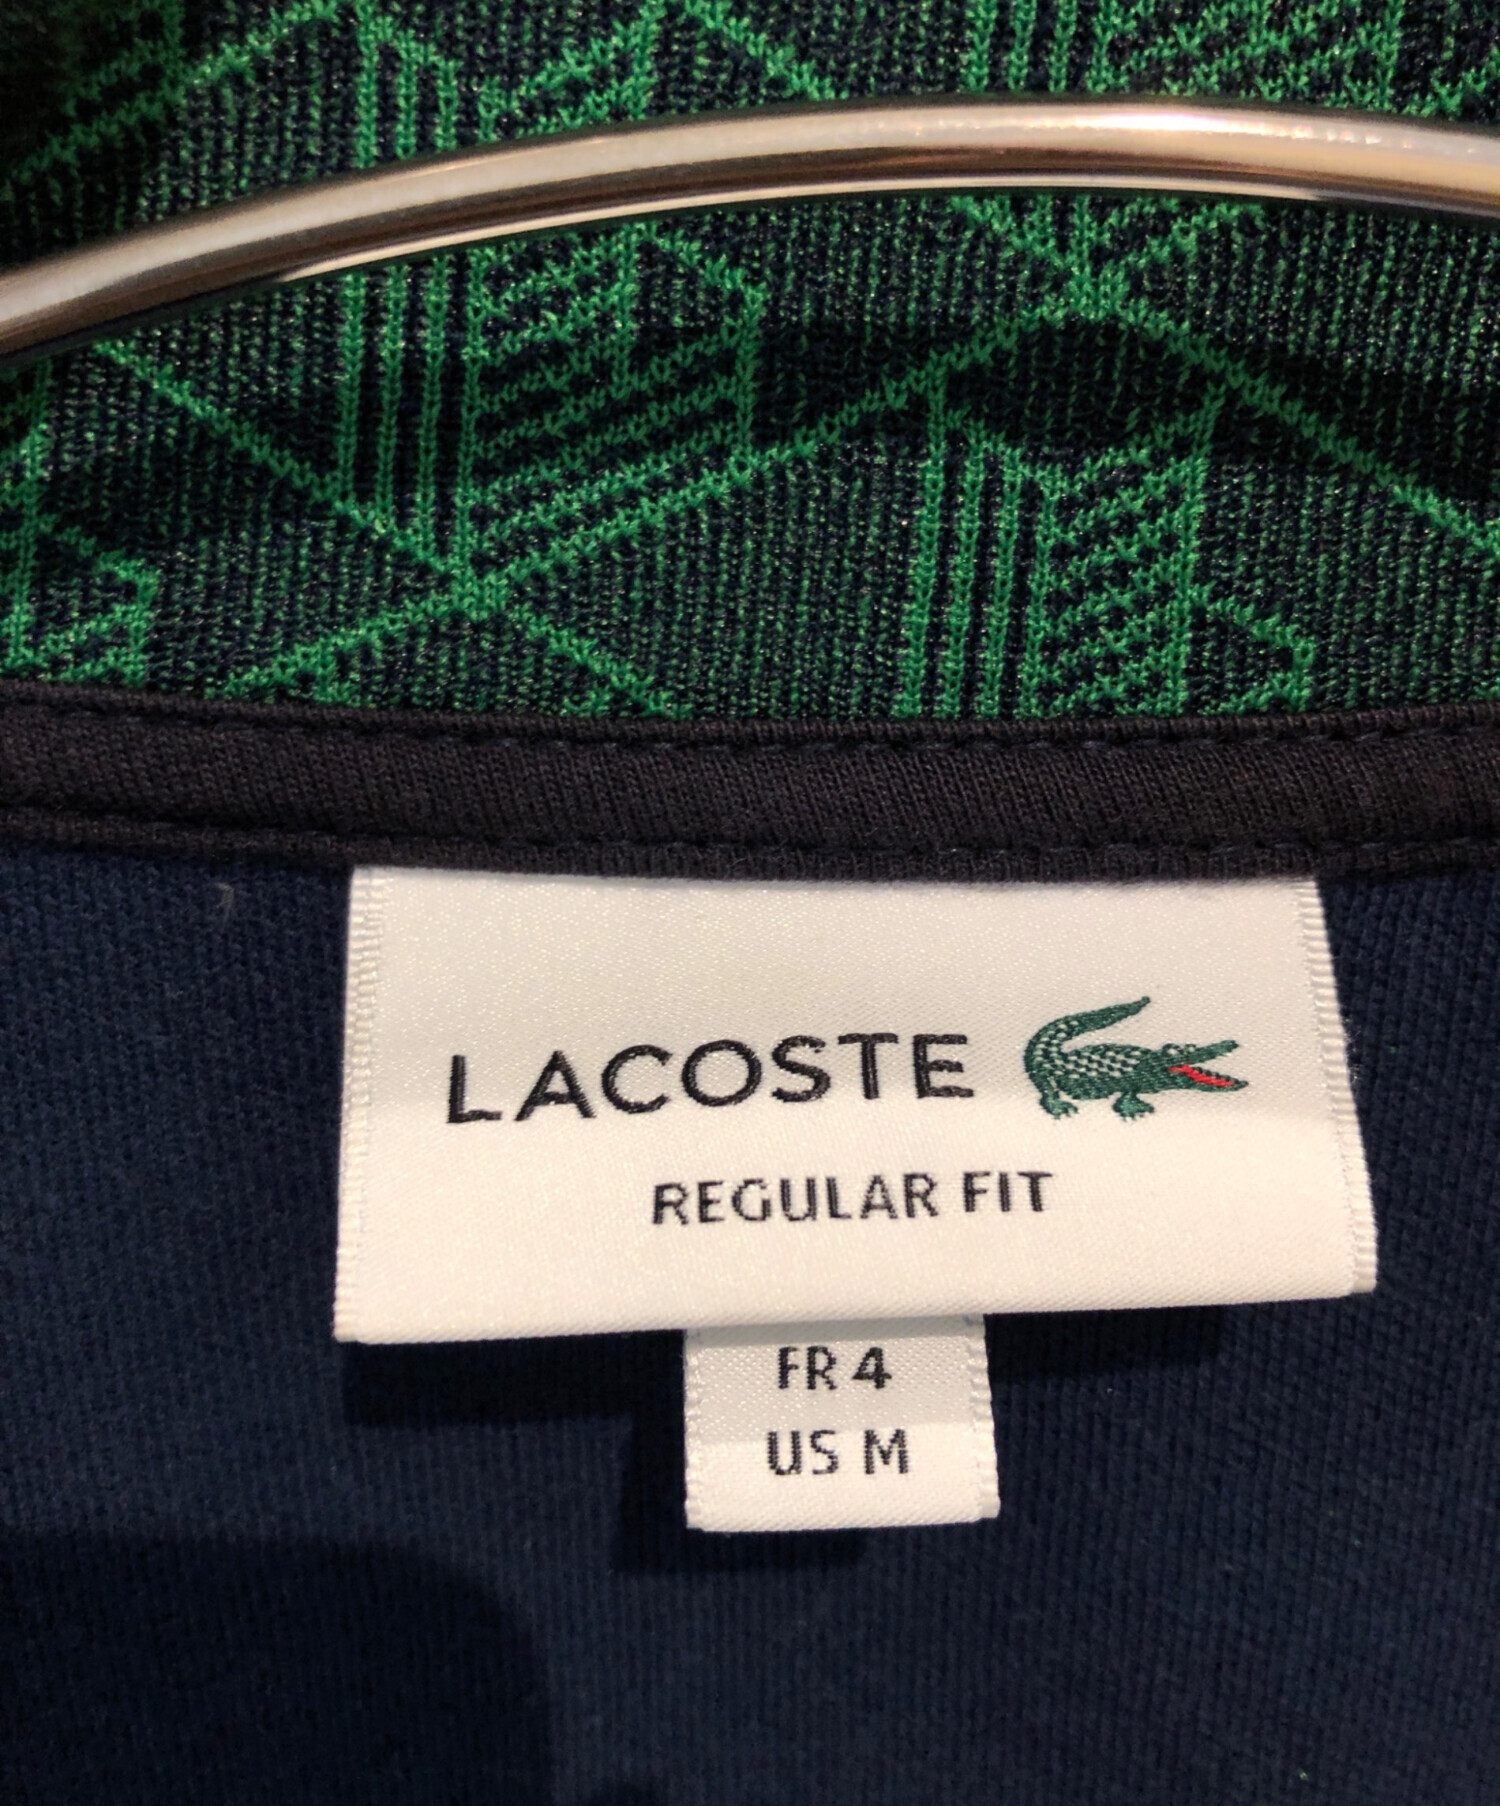 LACOSTE
REGULAR FIT
FR 4
US M